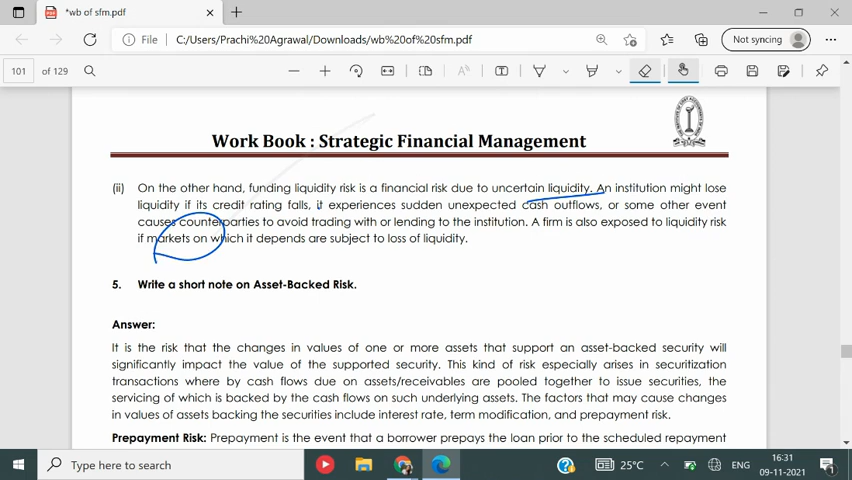 *wb of sfm.pdf
File
C:/Users/Prachi%20Agrawal/Downloads/wb%20of%20sfm.pdf
Not syncing
101 of 129
Work Book : Strategic Financial Management
(ii) On the other hand, funding liquidity risk is a financial risk due to uncertain liquidity. An institution might lose
liquidity if its credit rating falls, it experiences sudden unexpected cash outflows, or some other event
causes counterparties to avoid trading with or lending to the institution. A firm is also exposed to liquidity risk
if markets on which it depends are subject to loss of liquidity.
5. Write a short note on Asset-Backed Risk.
Answer:
It is the risk that the changes in values of one or more assets that support an asset-backed security will
significantly impact the value of the supported security. This kind of risk especially arises in securitization
transactions where by cash flows due on assets/receivables are pooled together to issue securities, the
servicing of which is backed by the cash flows on such underlying assets. The factors that may cause changes
in values of assets backing the securities include interest rate, term modification, and prepayment risk.
Prepayment Risk: Prepayment is the event that a borrower prepays the loan prior to the scheduled repayment
Type here to search
25°C
ENG
16:31
09-11-2021